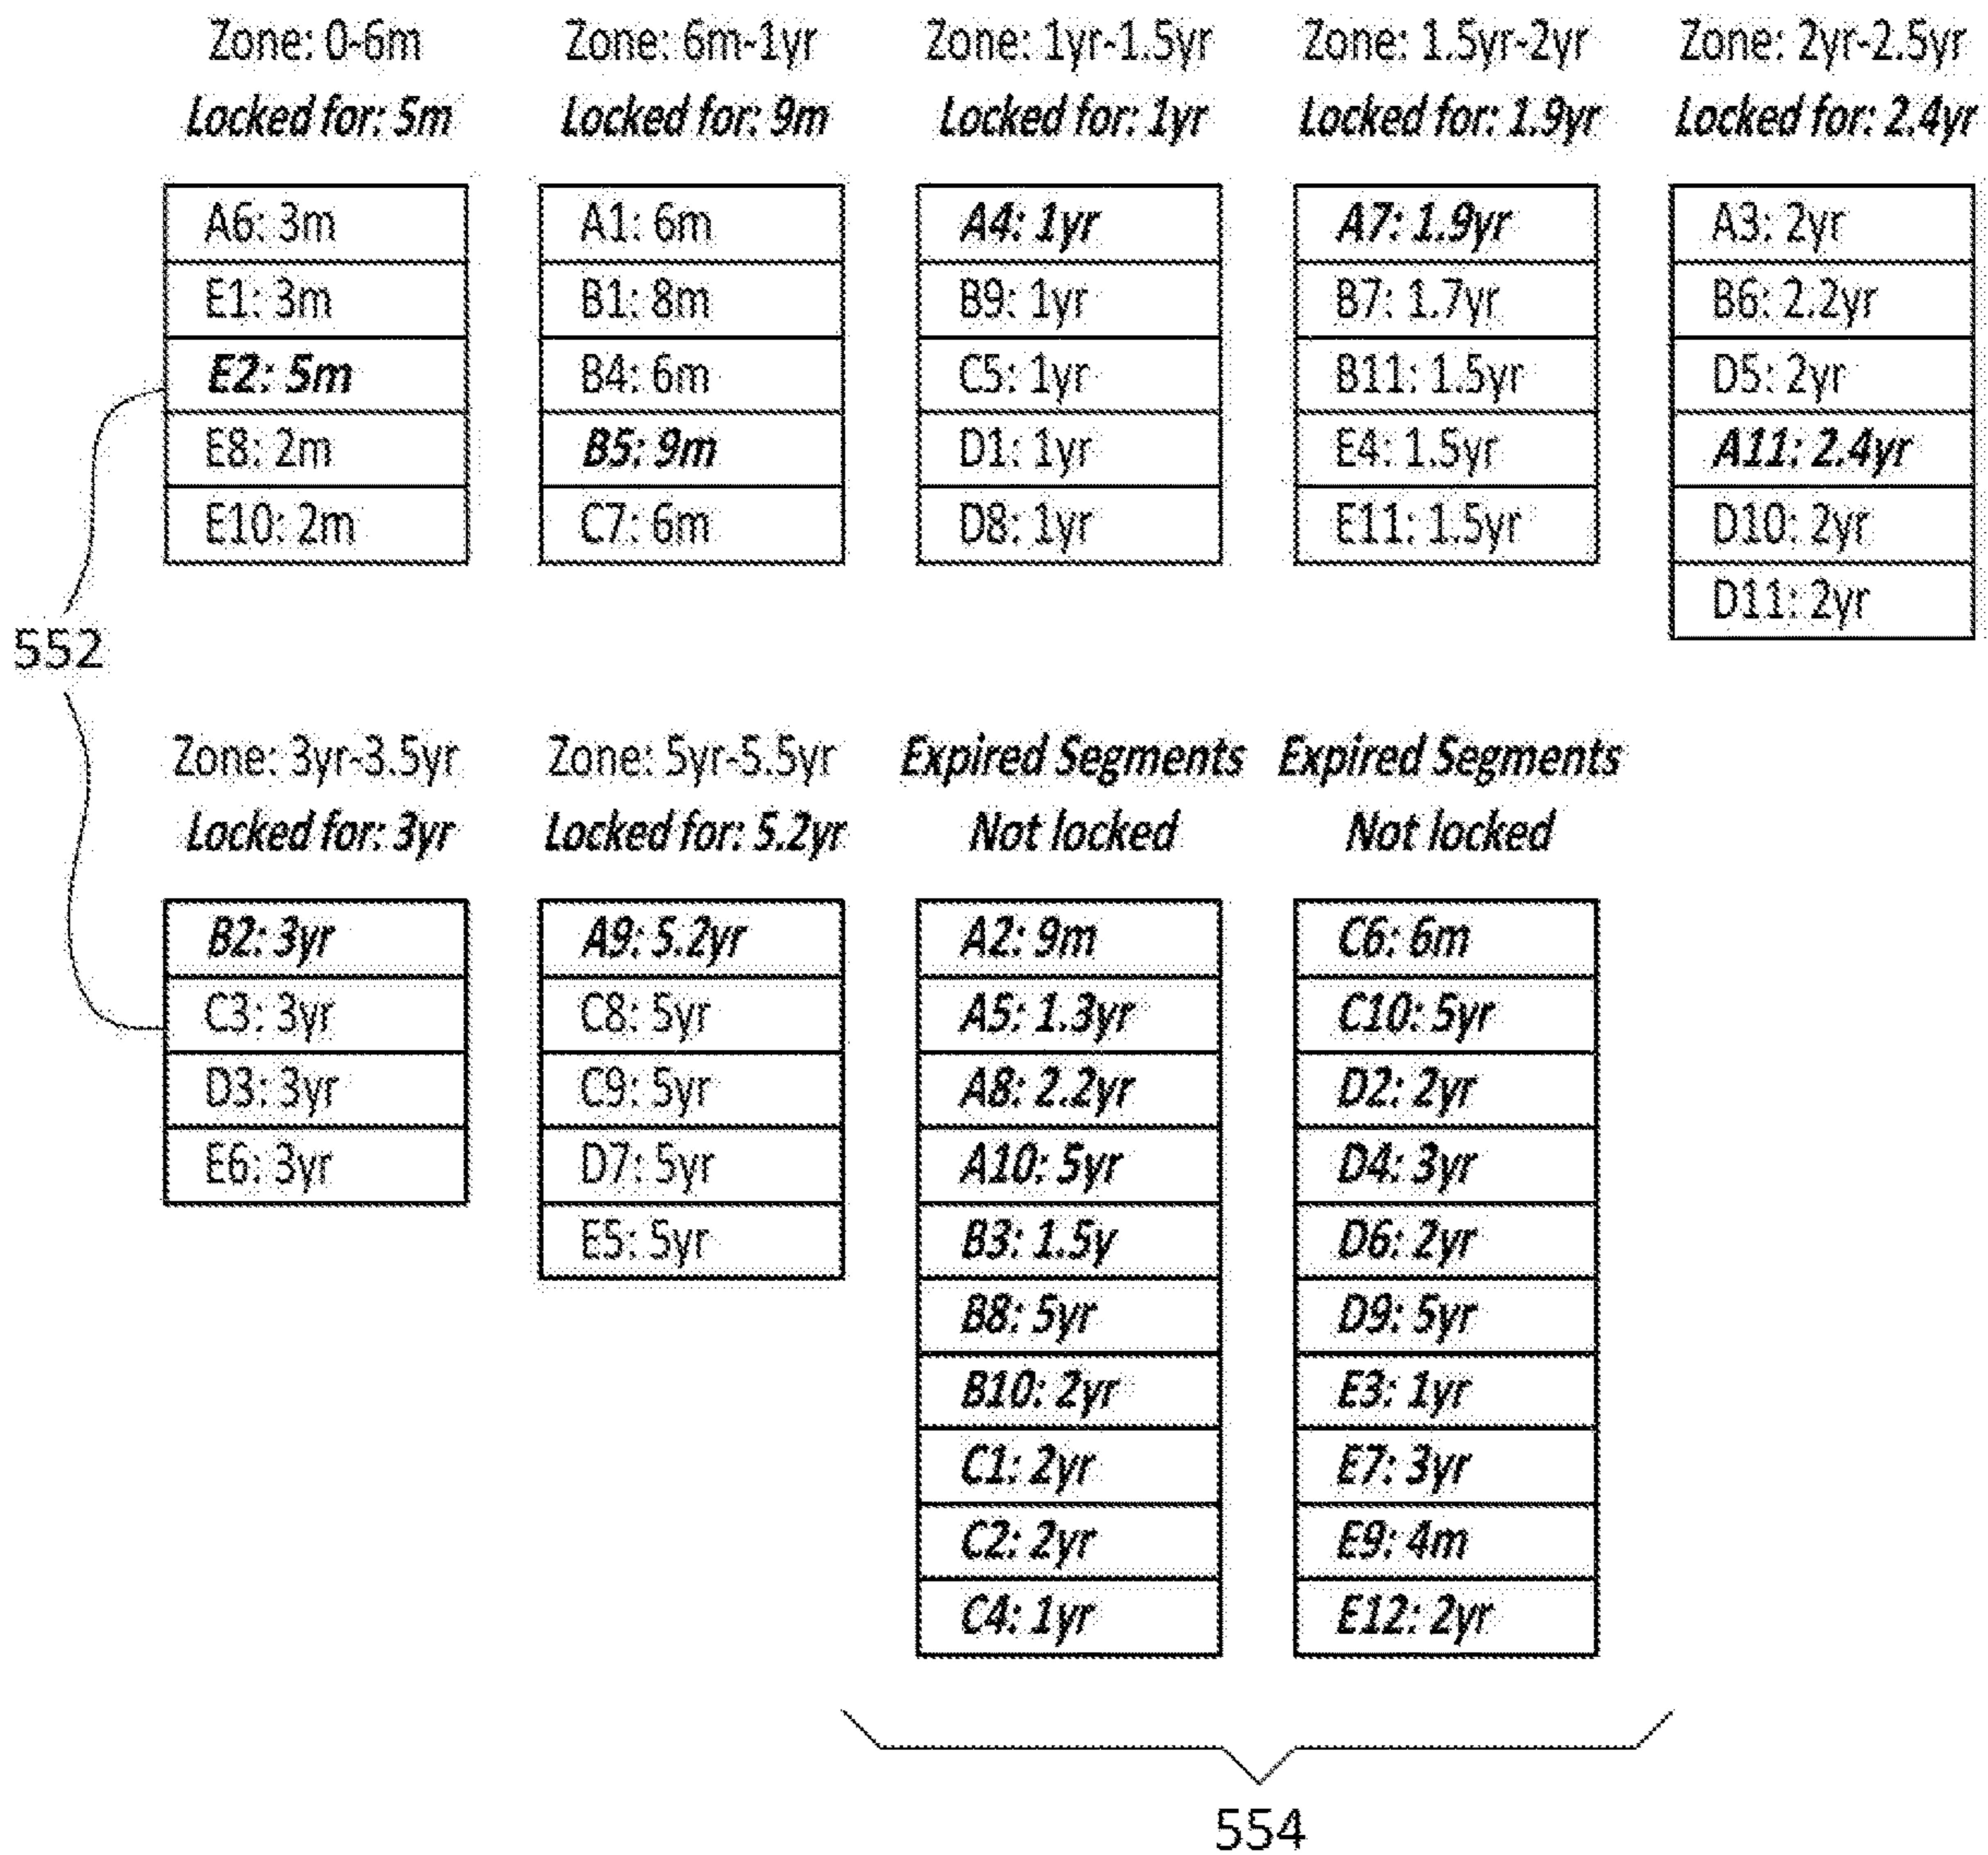 Zone: 0-6m
Locked for: 5m
A6: 3m
E1: 3m
E2: 5m
E8: 2m
E10: 2m
Zone: 6m-1yr
Locked for: 9m
A1: 6m
B1: 8m
B4: 6m
B5: 9m
C7: 6m
Zone: 1yr-1.5yr
Locked for: 1yr
A4: 1yr
B9: 1yr
C5: 1yr
D1: 1yr
D8: 1yr
Zone: 1.5yr-2yr
Locked for: 1.9yr
A7: 1.9yr
B7: 1.7yr
B11: 1.5yr
E4: 1.5yr
E11: 1.5yr
Zone: 2yr-2.5yr
Locked for: 2.4yr
A3: 2yr
B6: 2.2yr
D5: 2yr
A11: 2.4yr
D10: 2yr
D11: 2yr
552
Zone: 3yr-3.5yr
Locked for: 3yr
B2: 3yr
C3: 3yr
D3: 3yr
E6: 3yr
Zone: 5yr-5.5yr
Locked for: 5.2yr
A9: 5.2yr
C8: 5yr
C9: 5yr
D7: 5yr
E5: 5yr
Expired Segments
Not locked
A2: 9m
A5: 1.3yr
A8: 2.2yr
A10: 5yr
B3: 1.5y
B8: 5yr
B10: 2yr
C1: 2yr
C2: 2yr
C4: 1yr
Expired Segments
Not locked
C6: 6m
C10: 5yr
D2: 2yr
D4: 3yr
D6: 2yr
D9: 5yr
E3: 1yr
E7: 3yr
E9: 4m
E12: 2yr
554